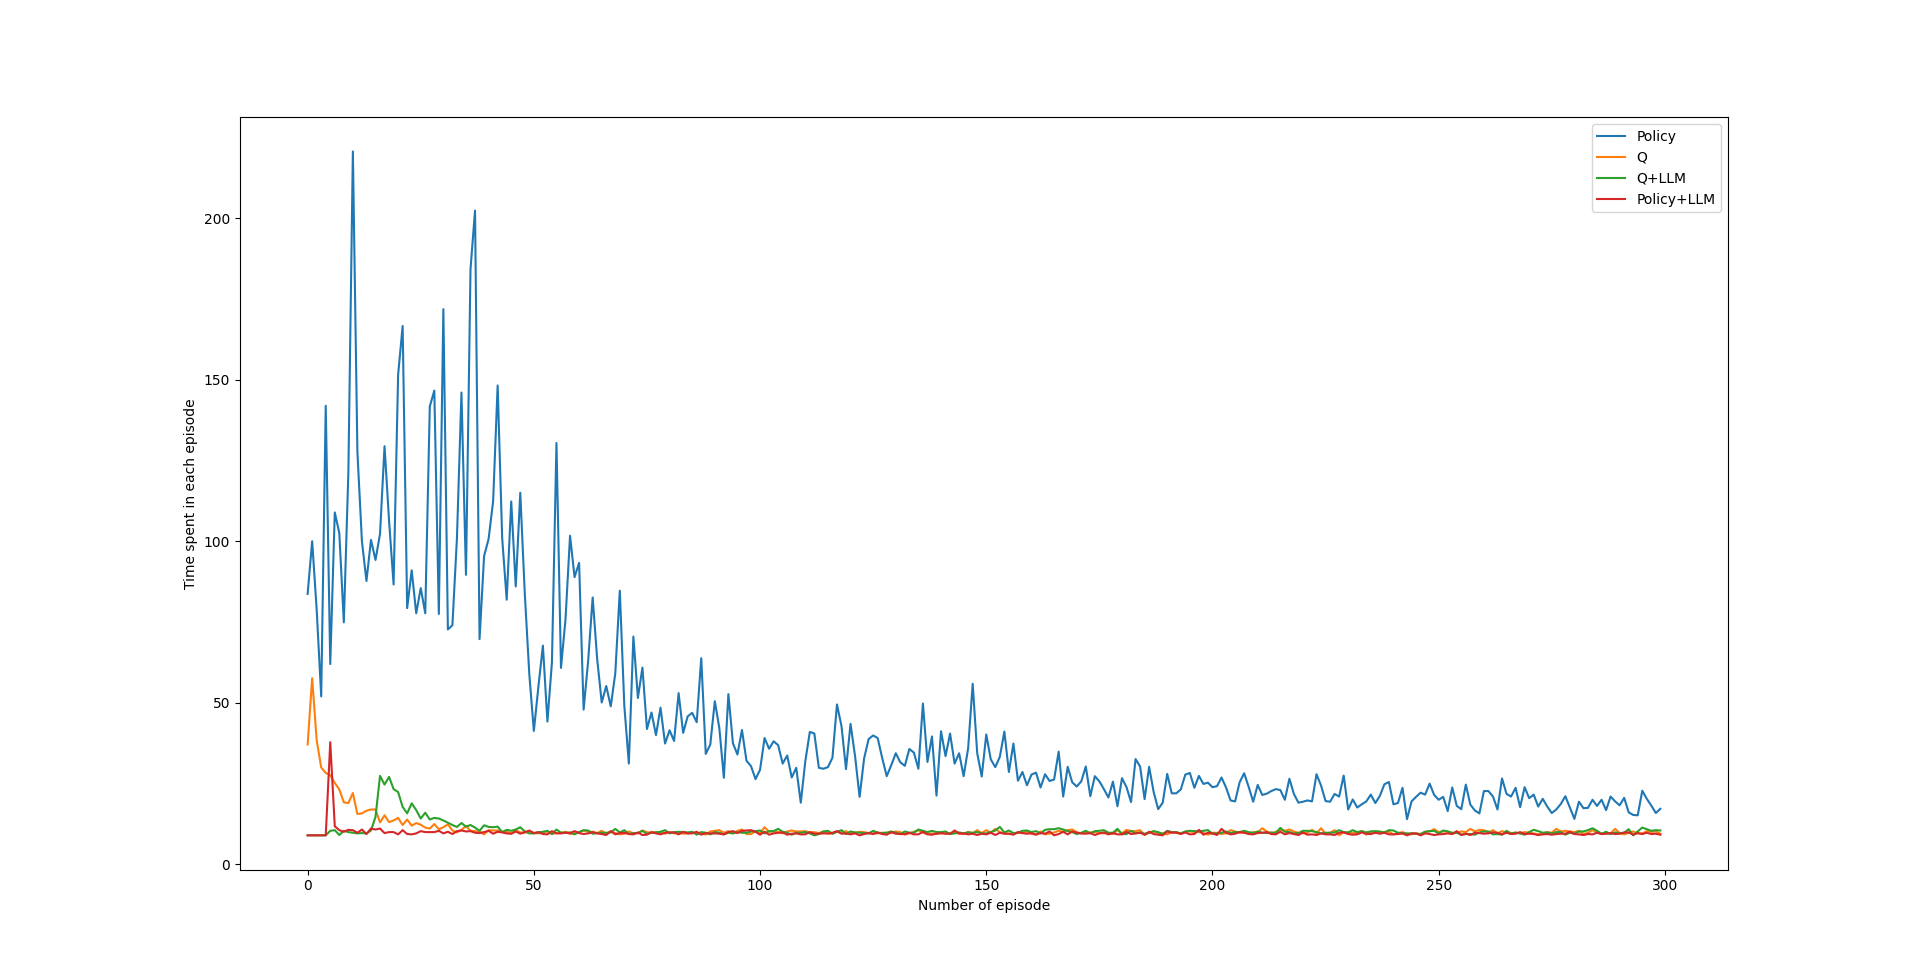 Policy
Q
Q+LLM
Policy+LLM
200
150
100
50
0
Time spent in each episode
0 50 100 150 200 250 300
Number of episode